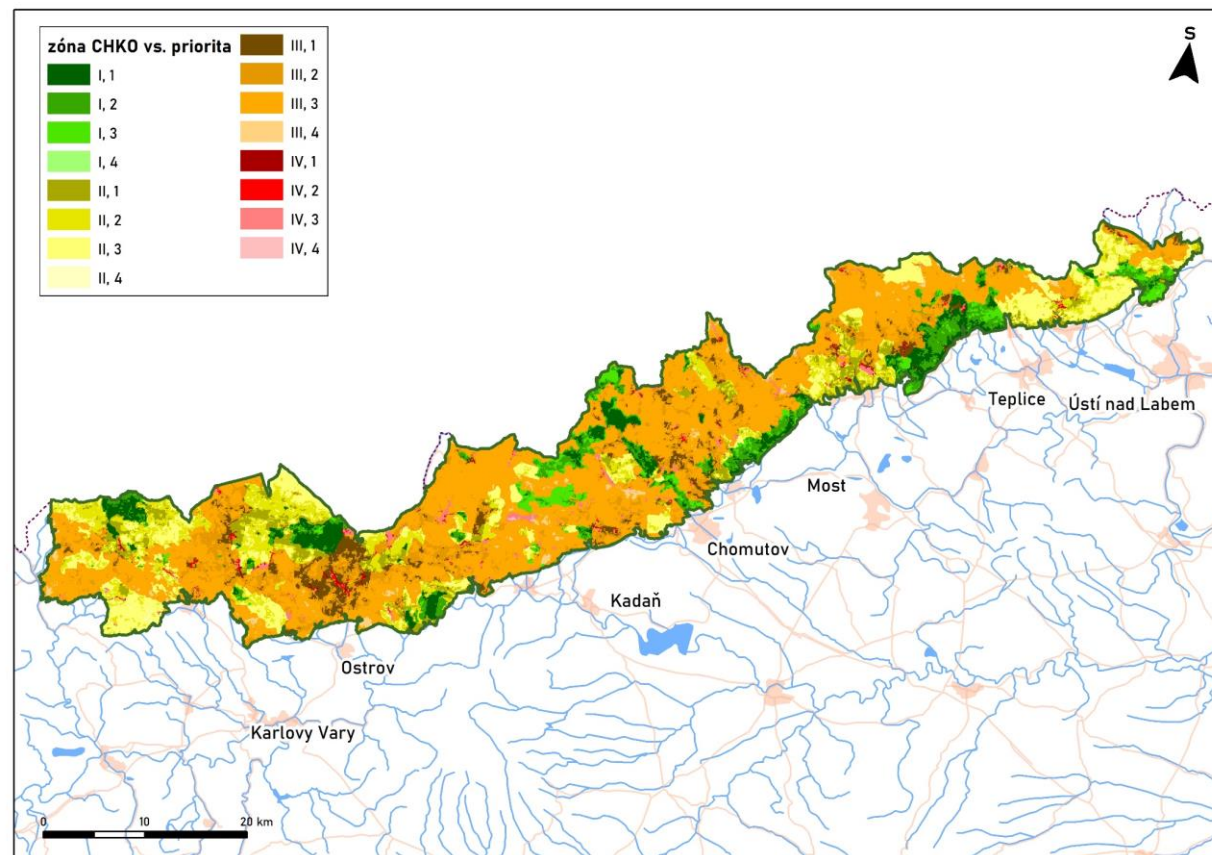 zóna CHKO vs. priorita
I, 1
I, 2
I, 3
I, 4
II, 1
II, 2
II, 3
II, 4
III, 1
III, 2
III, 3
III, 4
IV, 1
IV, 2
IV, 3
IV, 4
S
Teplice
Ústí nad Labem
Most
Chomutov
Kadaň
Ostrov
Karlovy Vary
0 10 20 km